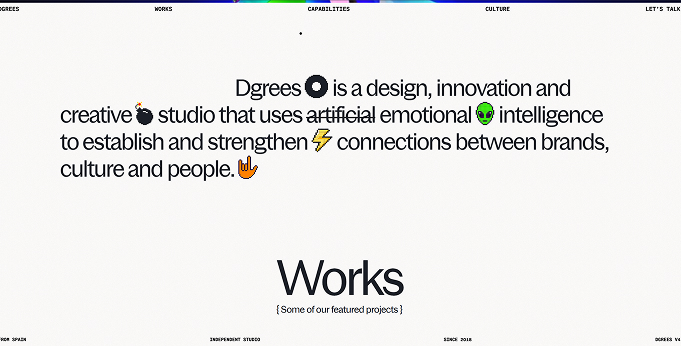 DGREES WORKS CAPABILITIES CULTURE LET'S TALK
Dgrees is a design, innovation and
creative studio that uses artificial emotional intelligence
to establish and strengthen connections between brands,
culture and people.
Works
{ Some of our featured projects }
FROM SPAIN INDEPENDENT STUDIO SINCE 2018 DGREES V4